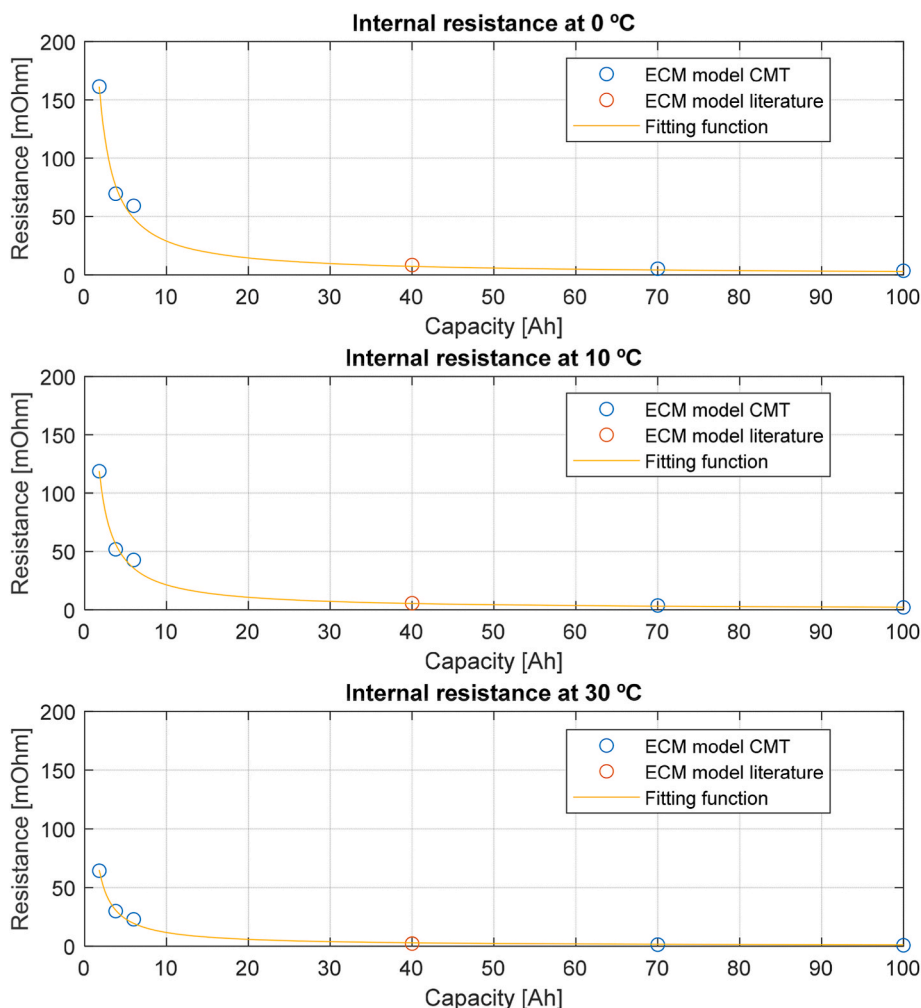 Internal resistance at 0 ºC
200
150
100
50
0
Resistance [mOhm]
ECM model CMT
ECM model literature
Fitting function
0 10 20 30 40 50 60 70 80 90 100
Capacity [Ah]
Internal resistance at 10 ºC
200
150
100
50
0
Resistance [mOhm]
ECM model CMT
ECM model literature
Fitting function
0 10 20 30 40 50 60 70 80 90 100
Capacity [Ah]
Internal resistance at 30 ºC
200
150
100
50
0
Resistance [mOhm]
ECM model CMT
ECM model literature
Fitting function
0 10 20 30 40 50 60 70 80 90 100
Capacity [Ah]